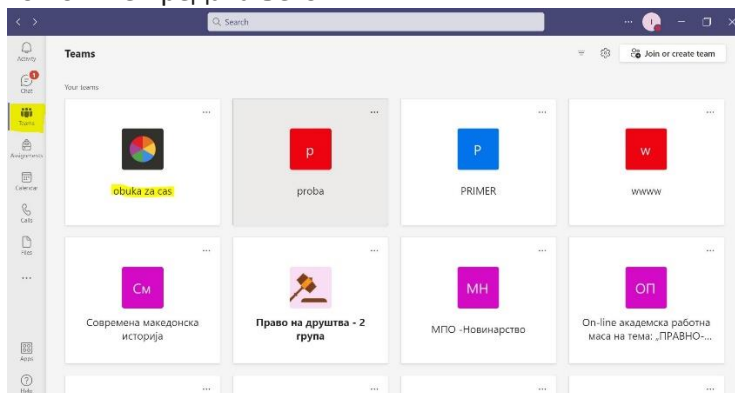 Search
Activity
Teams
Join or create team
Chat
Your teams
Teams
obuka za cas
p
proba
P
PRIMER
w
wwww
Assignments
Calendar
Calls
Files
См
Современа македонска
историја
Право на друштва - 2
група
МН
МПО -Новинарство
ОП
On-line академска работна
маса на тема: „ПРАВНО-...
Apps
Help